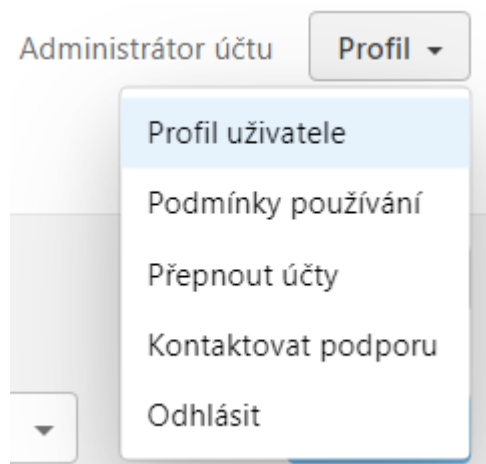 Administrátor účtu Profil
Profil uživatele
Podmínky používání
Přepnout účty
Kontaktovat podporu
Odhlásit